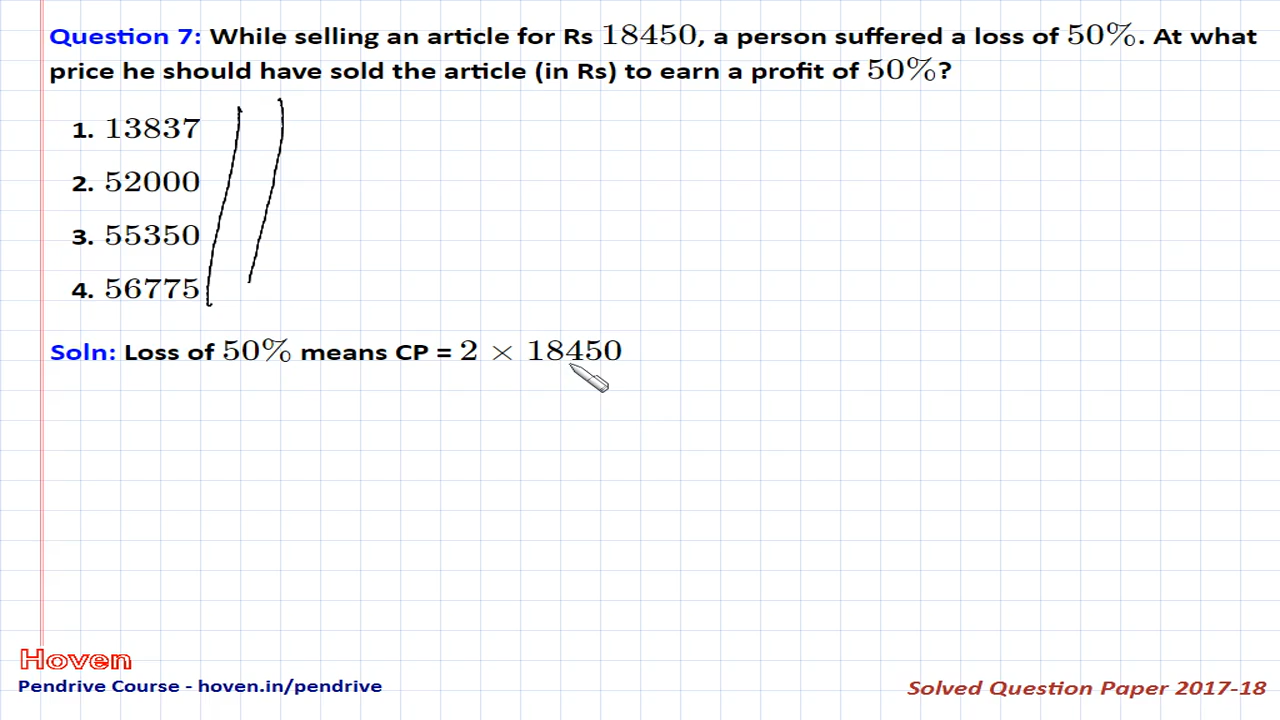 Question 7: While selling an article for Rs 18450, a person suffered a loss of 50%. At what
price he should have sold the article (in Rs) to earn a profit of 50%?
1. 13837
2. 52000
3. 55350
4. 56775
Soln: Loss of 50% means CP = 2 × 18450
Hoven
Pendrive Course - hoven.in/pendrive
Solved Question Paper 2017-18